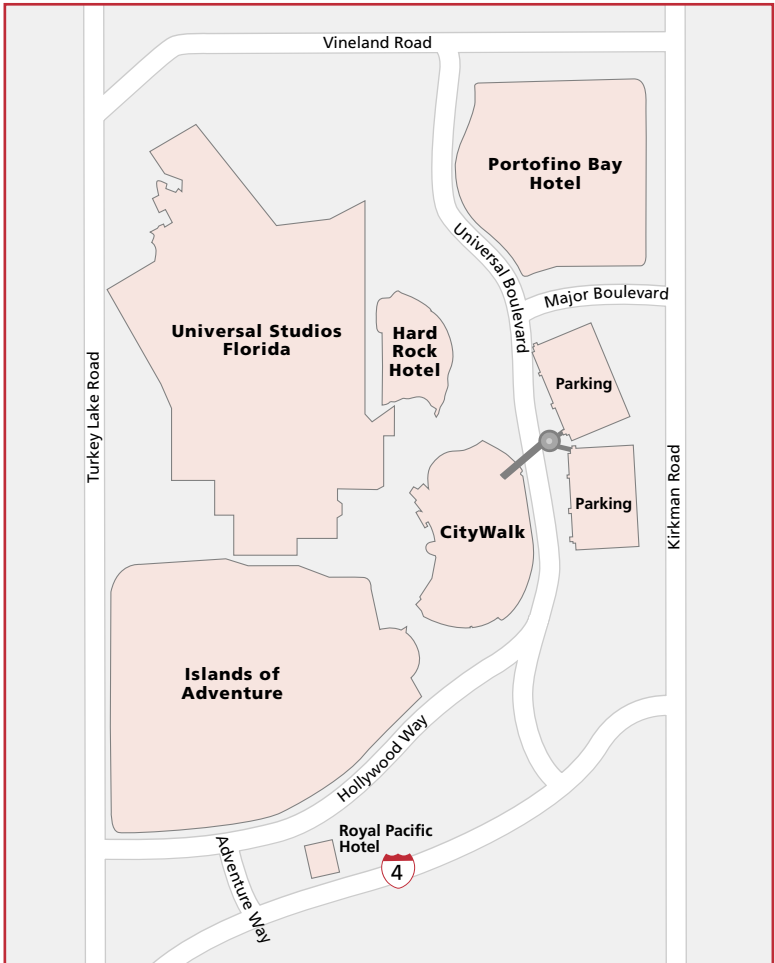 Vineland Road
Portofino Bay
Hotel
Universal Boulevard
Major Boulevard
Universal Studios
Florida
Hard
Rock
Hotel
Turkey Lake Road
Parking
Kirkman Road
Parking
CityWalk
Islands of
Adventure
Hollywood Way
Royal Pacific
Hotel
Adventure Way
4